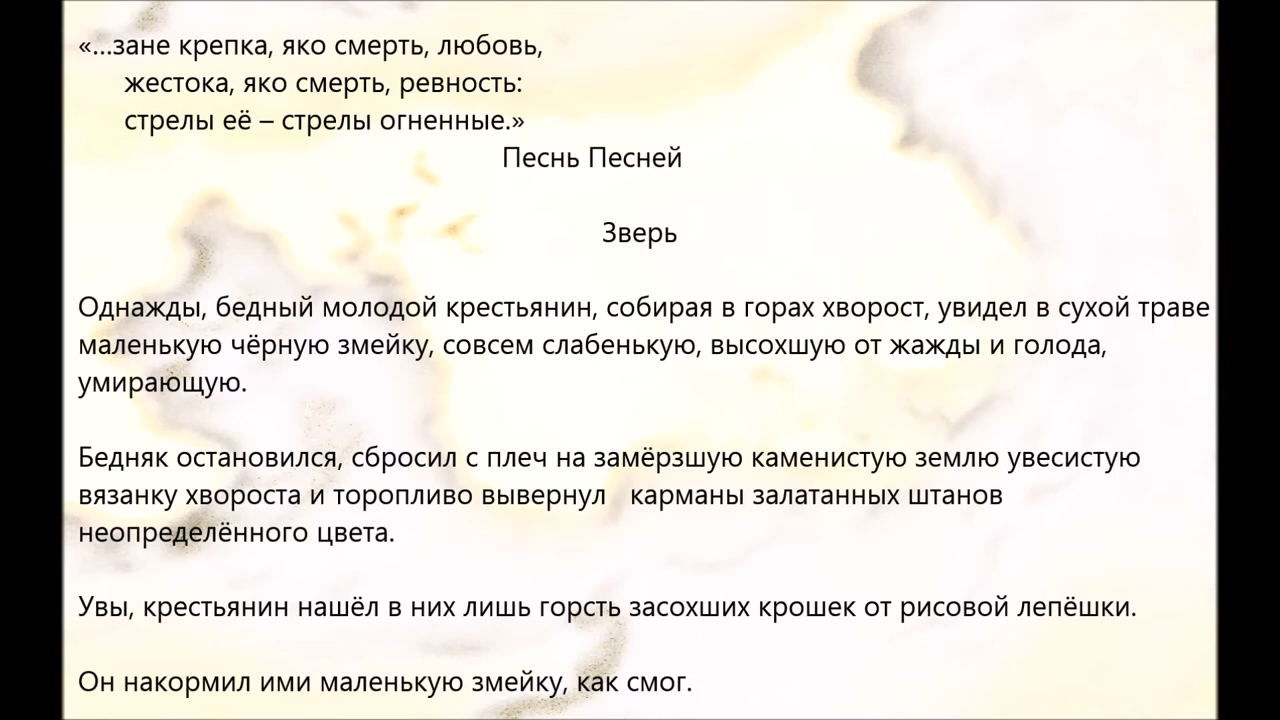 «...зане крепка, яко смерть, любовь,
жестока, яко смерть, ревность:
стрелы её – стрелы огненные.»
Песнь Песней
Зверь
Однажды, бедный молодой крестьянин, собирая в горах хворост, увидел в сухой траве
маленькую чёрную змейку, совсем слабенькую, высохшую от жажды и голода,
умирающую.
Бедняк остановился, сбросил с плеч на замёрзшую каменистую землю увесистую
вязанку хвороста и торопливо вывернул   карманы залатанных штанов
неопределённого цвета.
Увы, крестьянин нашёл в них лишь горсть засохших крошек от рисовой лепёшки.
Он накормил ими маленькую змейку, как смог.